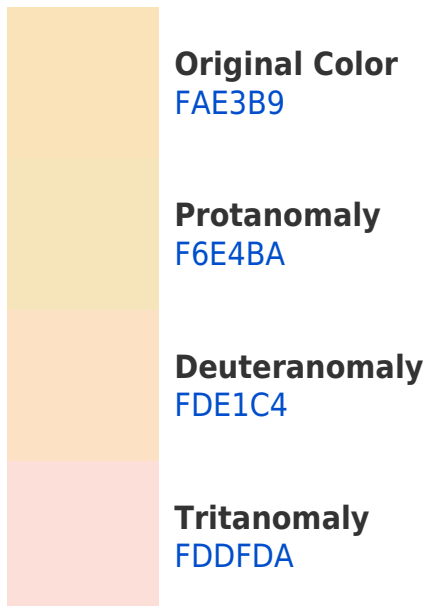 Original Color
FAE3B9
Protanomaly
F6E4BA
Deuteranomaly
FDE1C4
Tritanomaly
FDDFDA